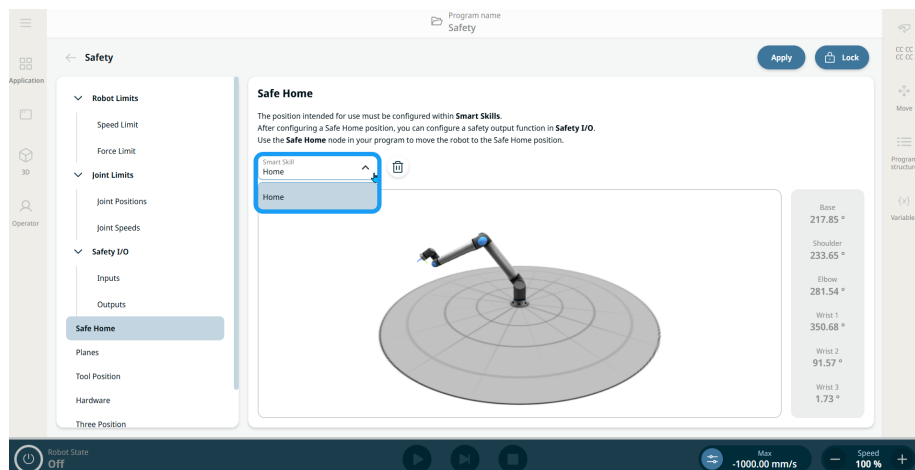 Program name
Safety
Safety
Apply
Lock
CC CC
CC CC
Application
3D
Operator
Move
Program
structure
{x}
Variable
Robot Limits
Speed Limit
Force Limit
Joint Limits
Joint Positions
Joint Speeds
Safety I/O
Inputs
Outputs
Safe Home
Planes
Tool Position
Hardware
Three Position
Safe Home
The position intended for use must be configured within Smart Skills.
After configuring a Safe Home position, you can configure a safety output function in Safety I/O.
Use the Safe Home node in your program to move the robot to the Safe Home position.
Smart Skill
Home
Home
Base
217.85 °
Shoulder
233.65 °
Elbow
281.54 °
Wrist 1
350.68 °
Wrist 2
91.57 °
Wrist 3
1.73 °
Robot State
Off
Max
-1000.00 mm/s
Speed
100 %